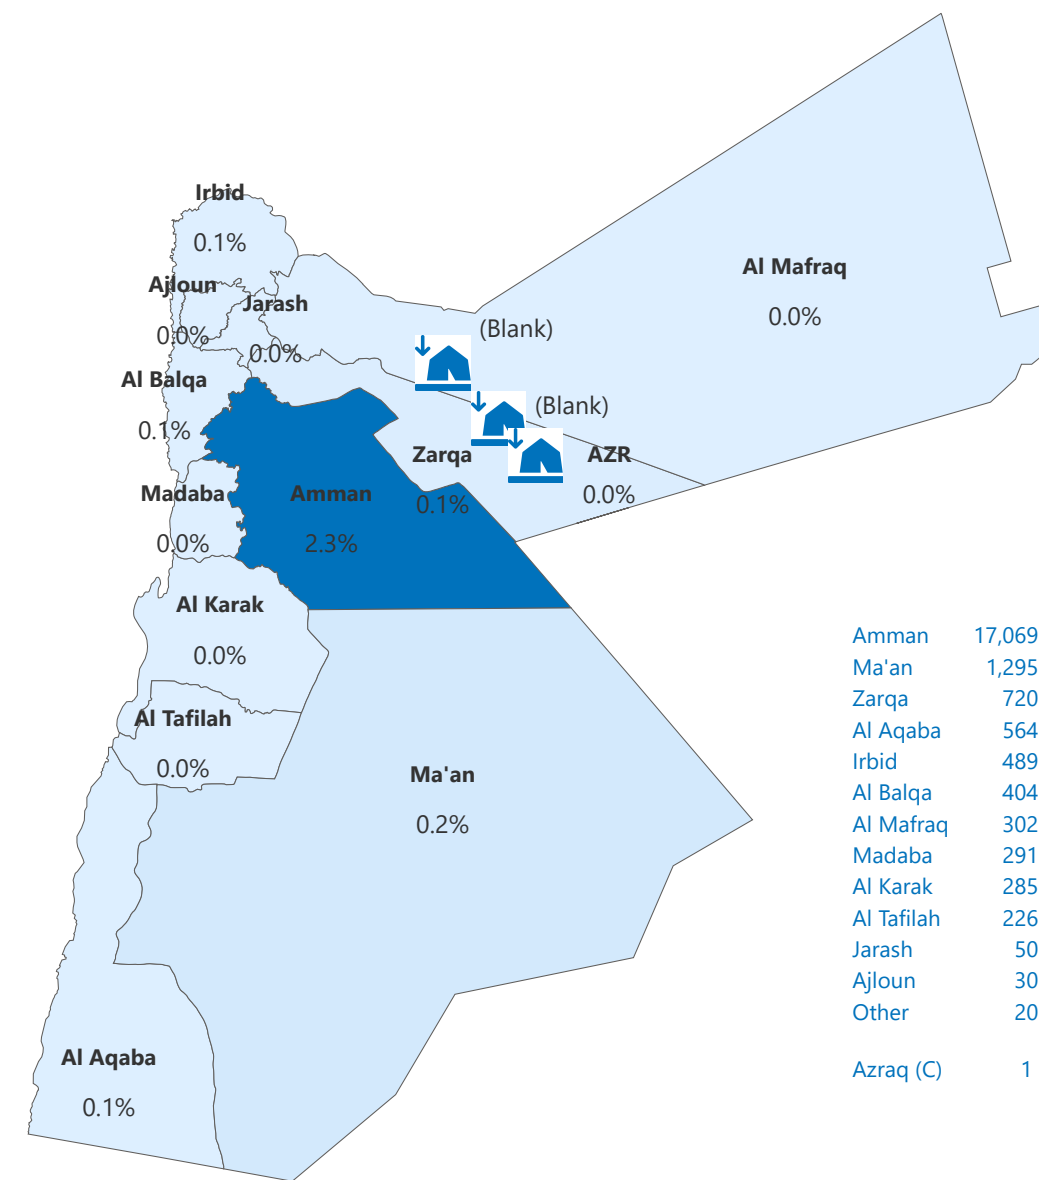 Irbid
0.1%
Ajloun
0.0%
Jarash
0.0%
Al Mafraq
0.0%
(Blank)
(Blank)
Al Balqa
0.1%
Zarqa
0.1%
AZR
0.0%
Madaba
0.0%
Amman
2.3%
Al Karak
0.0%
Al Tafilah
0.0%
Ma'an
0.2%
Al Aqaba
0.1%
Amman 17,069
Ma'an 1,295
Zarqa 720
Al Aqaba 564
Irbid 489
Al Balqa 404
Al Mafraq 302
Madaba 291
Al Karak 285
Al Tafilah 226
Jarash 50
Ajloun 30
Other 20
Azraq (C) 1